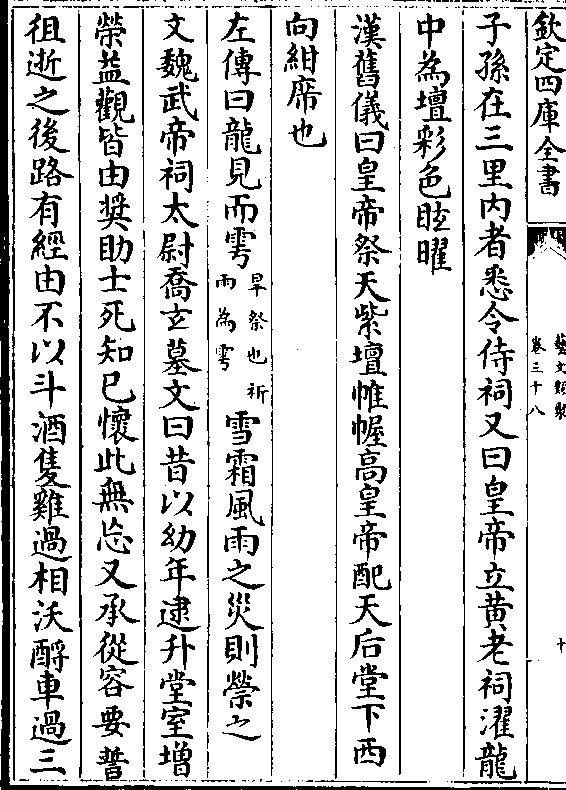 欽定四庫全書
藝文類聚
卷三十八
十
子孫在三里内者悉令侍祠又曰皇帝立黄老祠濯龍
中為壇彩色眩曜
漢舊儀曰皇帝祭天紫壇帷幄高皇帝配天后堂下西
向紺席也
左傳曰龍見而雩旱祭也祈雨為雩雪霜風雨之災則禜之
文魏武帝祠太尉喬玄墓文曰昔以幼年逮升堂室增
榮益觀皆由奨助士死知已懷此無忘又承從容要誓
徂逝之後路有經由不以斗酒隻雞過相沃酹車過三